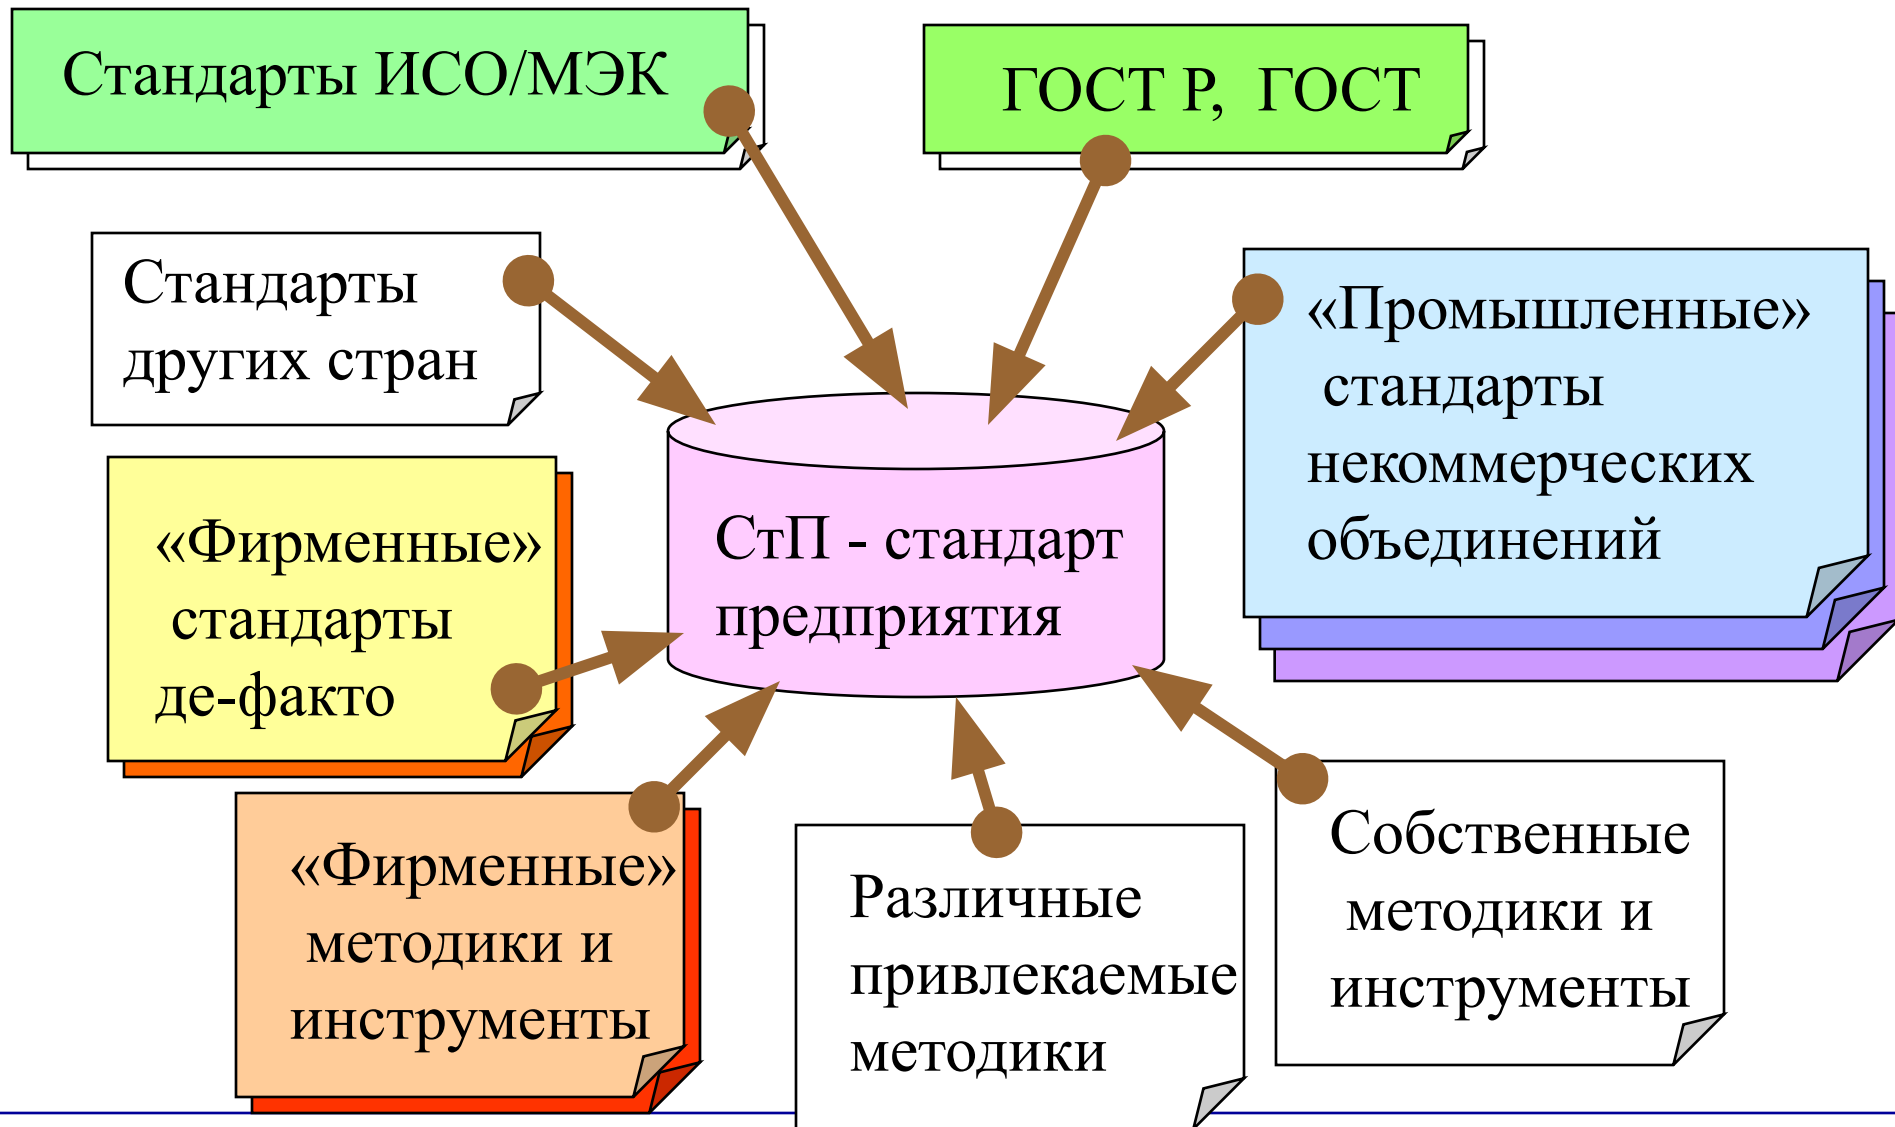 Стандарты ИСО/МЭК
ГОСТ Р, ГОСТ
Стандарты
других стран
«Промышленные»
стандарты
некоммерческих
объединений
«Фирменные»
стандарты
де-факто
СтП - стандарт
предприятия
«Фирменные»
методики и
инструменты
Различные
привлекаемые
методики
Собственные
методики и
инструменты